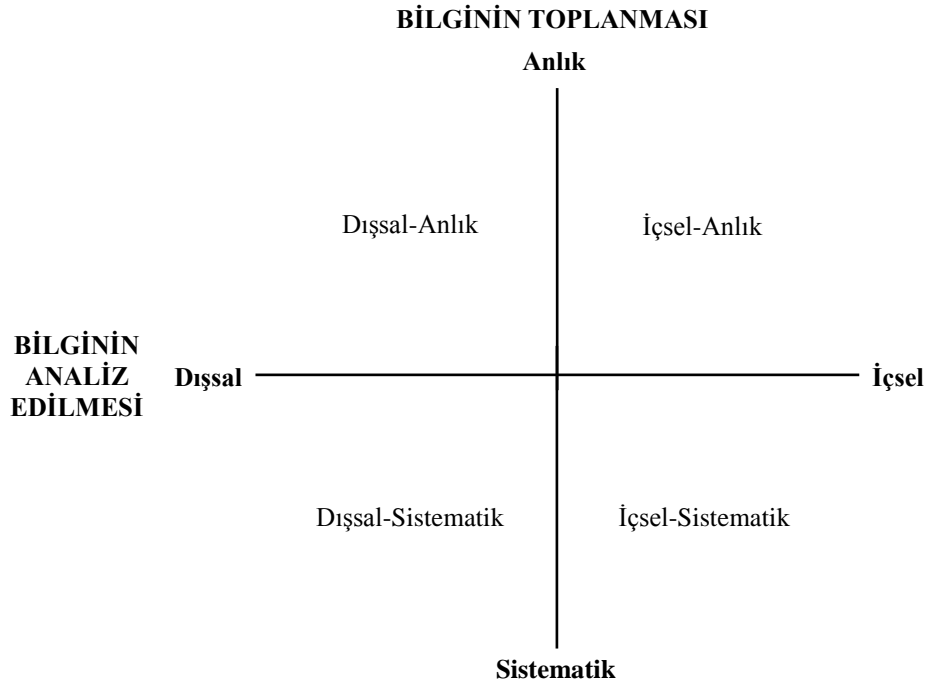 BİLGİNİN TOPLANMASI
Anlık
Dışsal-Anlık
İçsel-Anlık
BİLGİNİN
ANALİZ
EDİLMESİ
Dışsal
İçsel
Dışsal-Sistematik
İçsel-Sistematik
Sistematik